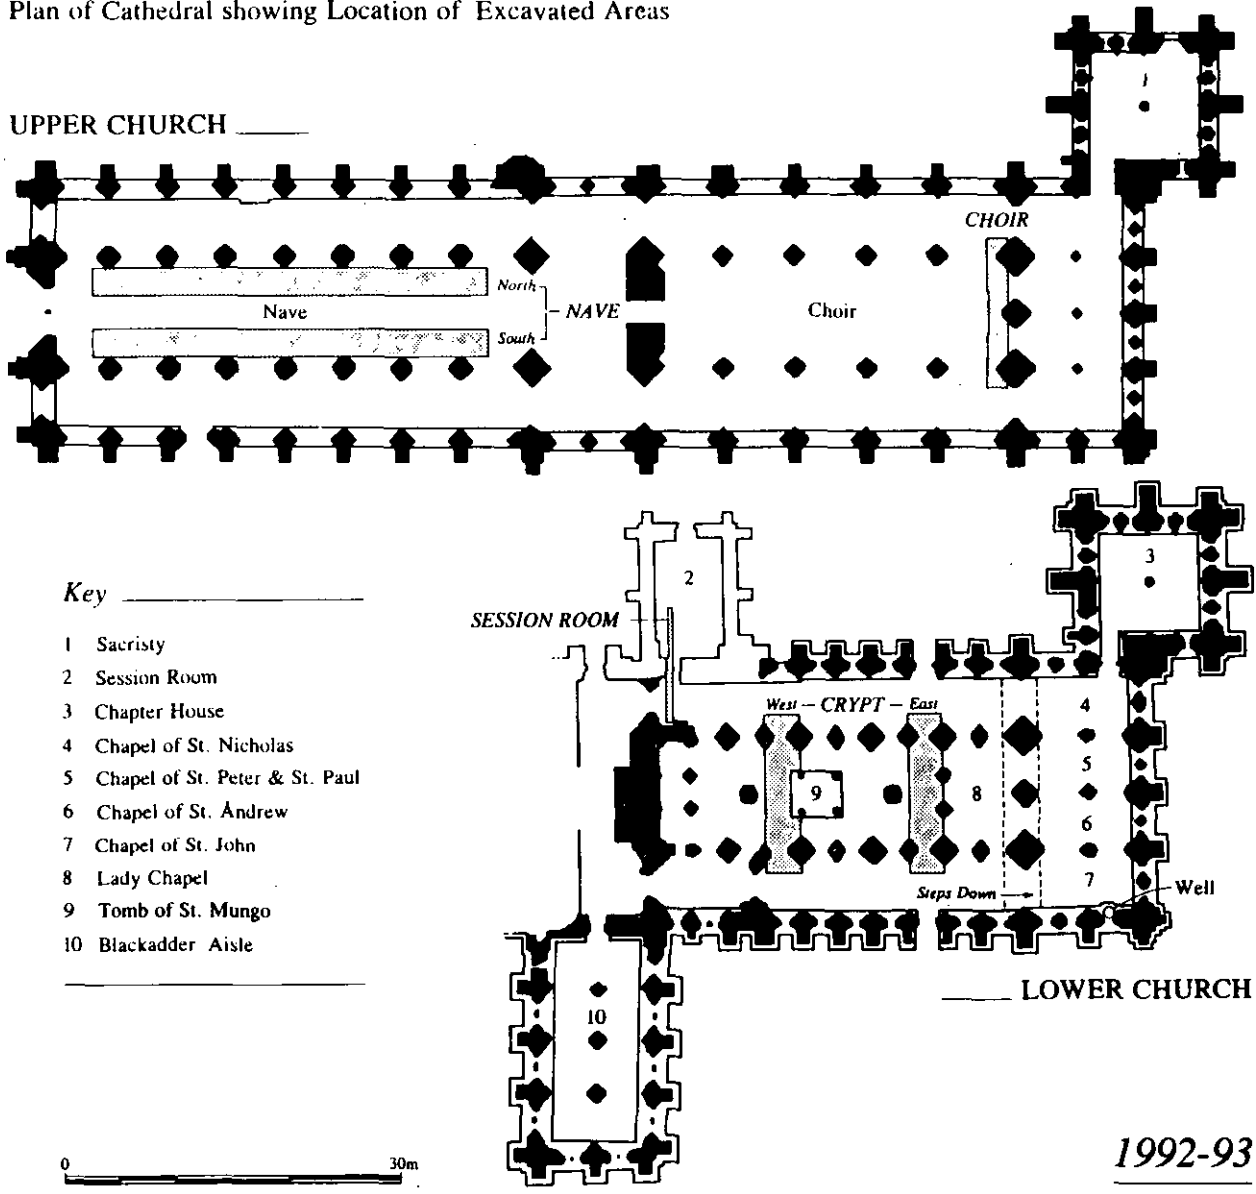 Plan of Cathedral showing Location of Excavated Areas
1
UPPER CHURCH
CHOIR
North
Nave
NAVE
Choir
South
3
2
Key
SESSION ROOM
1 Sacristy
2 Session Room
3 Chapter House
4 Chapel of St. Nicholas
5 Chapel of St. Peter & St. Paul
6 Chapel of St. Andrew
7 Chapel of St. John
8 Lady Chapel
9 Tomb of St. Mungo
10 Blackadder Aisle
West – CRYPT – East
4
5
9
8
6
7
Steps Down
Well
LOWER CHURCH
10
0 30m
1992-93